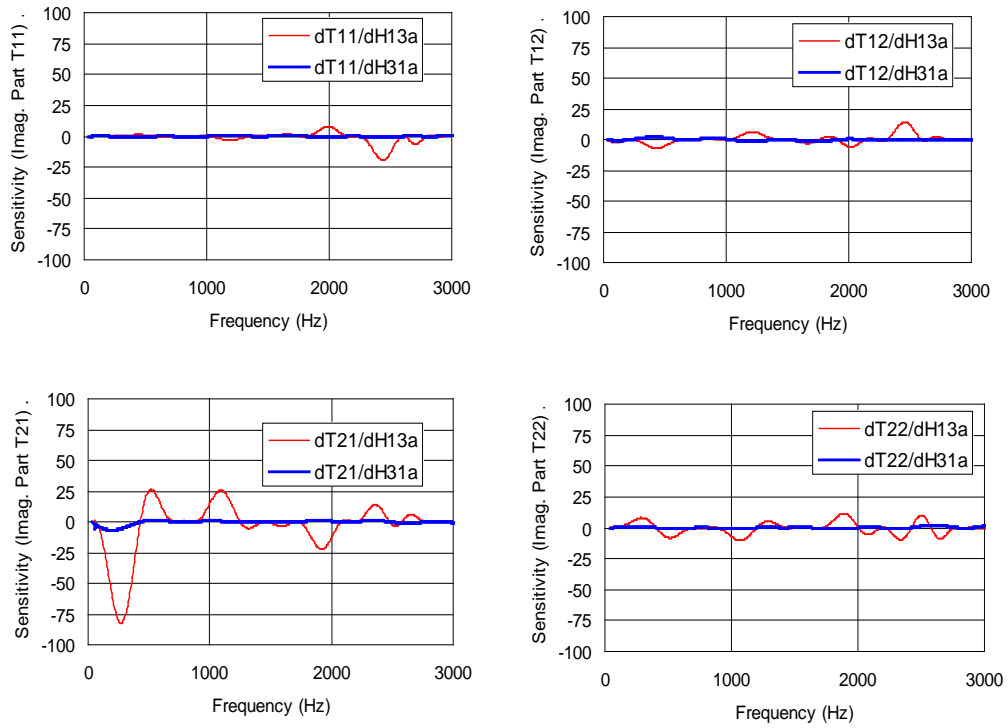 Sensitivity (Imag. Part T11) .
100
75
50
25
0
-25
-50
-75
-100
dT11/dH13a
dT11/dH31a
0 1000 2000 3000
Frequency (Hz)
Sensitivity (Imag. Part T12) .
100
75
50
25
0
-25
-50
-75
-100
dT12/dH13a
dT12/dH31a
0 1000 2000 3000
Frequency (Hz)
Sensitivity (Imag. Part T21) .
100
75
50
25
0
-25
-50
-75
-100
dT21/dH13a
dT21/dH31a
0 1000 2000 3000
Frequency (Hz)
Sensitivity (Imag. Part T22) .
100
75
50
25
0
-25
-50
-75
-100
dT22/dH13a
dT22/dH31a
0 1000 2000 3000
Frequency (Hz)